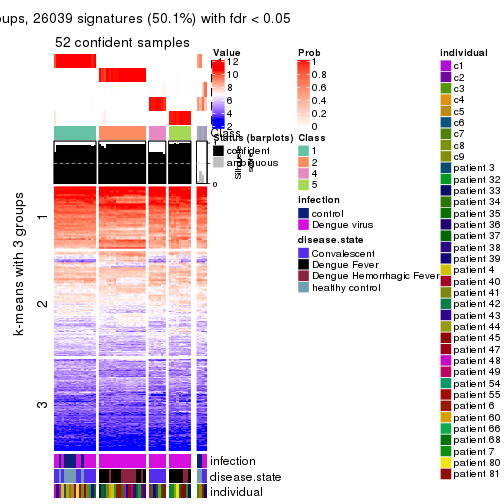 oups, 26039 signatures (50.1%) with fdr < 0.05
52 confident samples
k-means with 3 groups
1
2
3
Class
Silhouette
score
1
0
infection
disease.state
individual
Value
12
10
8
6
4
2
Status (barplots)
confident
ambiguous
Prob
1
0.8
0.6
0.4
0.2
0
Class
1
2
4
5
infection
control
Dengue virus
disease.state
Convalescent
Dengue Fever
Dengue Hemorrhagic Fever
healthy control
individual
c1
c2
c3
c4
c5
c6
c7
c8
c9
patient 3
patient 32
patient 33
patient 34
patient 35
patient 36
patient 37
patient 38
patient 39
patient 4
patient 40
patient 41
patient 42
patient 43
patient 44
patient 45
patient 47
patient 48
patient 49
patient 54
patient 55
patient 6
patient 60
patient 66
patient 68
patient 7
patient 80
patient 81